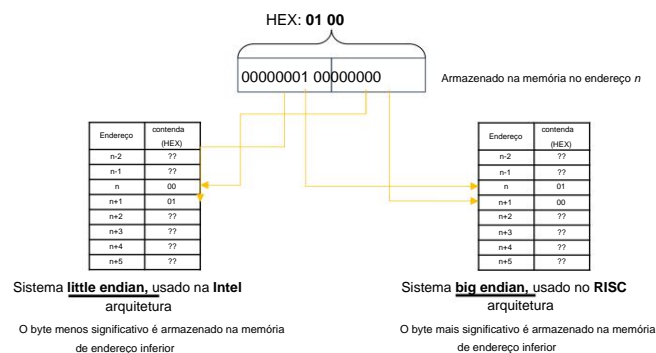 HEX: 01 00
00000001 00000000
Armazenado na memória no endereço n
Endereço contenda (HEX)
n-2 ??
n-1 ??
n 00
n+1 01
n+2 ??
n+3 ??
n+4 ??
n+5 ??
Sistema little endian, usado na Intel
arquitetura
O byte menos significativo é armazenado na memória
de endereço inferior
Endereço contenda (HEX)
n-2 ??
n-1 ??
n 01
n+1 00
n+2 ??
n+3 ??
n+4 ??
n+5 ??
Sistema big endian, usado no RISC
arquitetura
O byte mais significativo é armazenado na memória
de endereço inferior